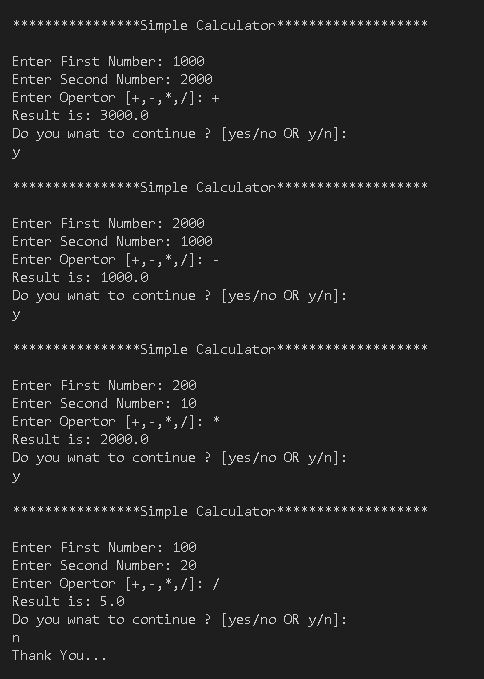 ****************Simple Calculator*******************
Enter First Number: 1000
Enter Second Number: 2000
Enter Opertor [+,-,*,/]: +
Result is: 3000.0
Do you wnat to continue ? [yes/no OR y/n]:
y
****************Simple Calculator*******************
Enter First Number: 2000
Enter Second Number: 1000
Enter Opertor [+,-,*,/]: -
Result is: 1000.0
Do you wnat to continue ? [yes/no OR y/n]:
y
****************Simple Calculator*******************
Enter First Number: 200
Enter Second Number: 10
Enter Opertor [+,-,*,/]: *
Result is: 2000.0
Do you wnat to continue ? [yes/no OR y/n]:
y
****************Simple Calculator*******************
Enter First Number: 100
Enter Second Number: 20
Enter Opertor [+,-,*,/]: /
Result is: 5.0
Do you wnat to continue ? [yes/no OR y/n]:
n
Thank You...